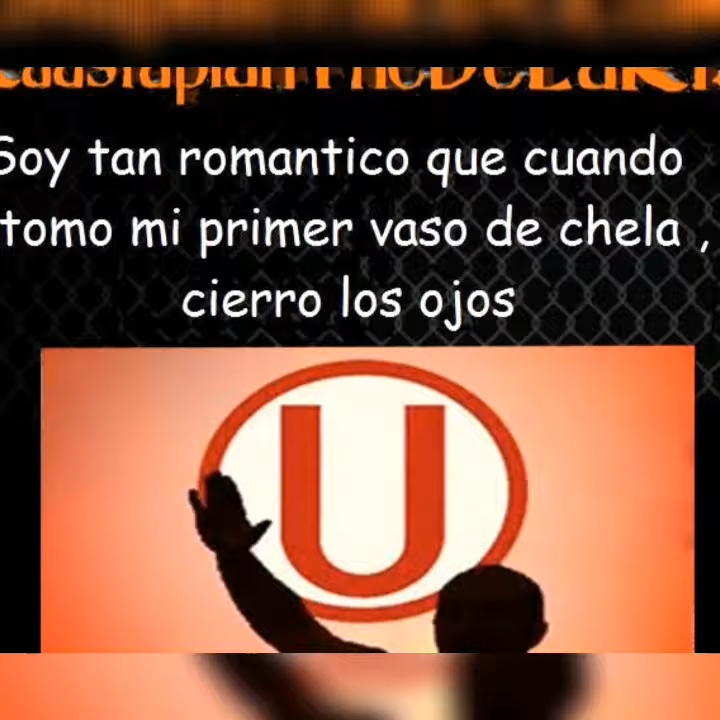 Soy tan romantico que cuando
tomo mi primer vaso de chela ,
cierro los ojos
U